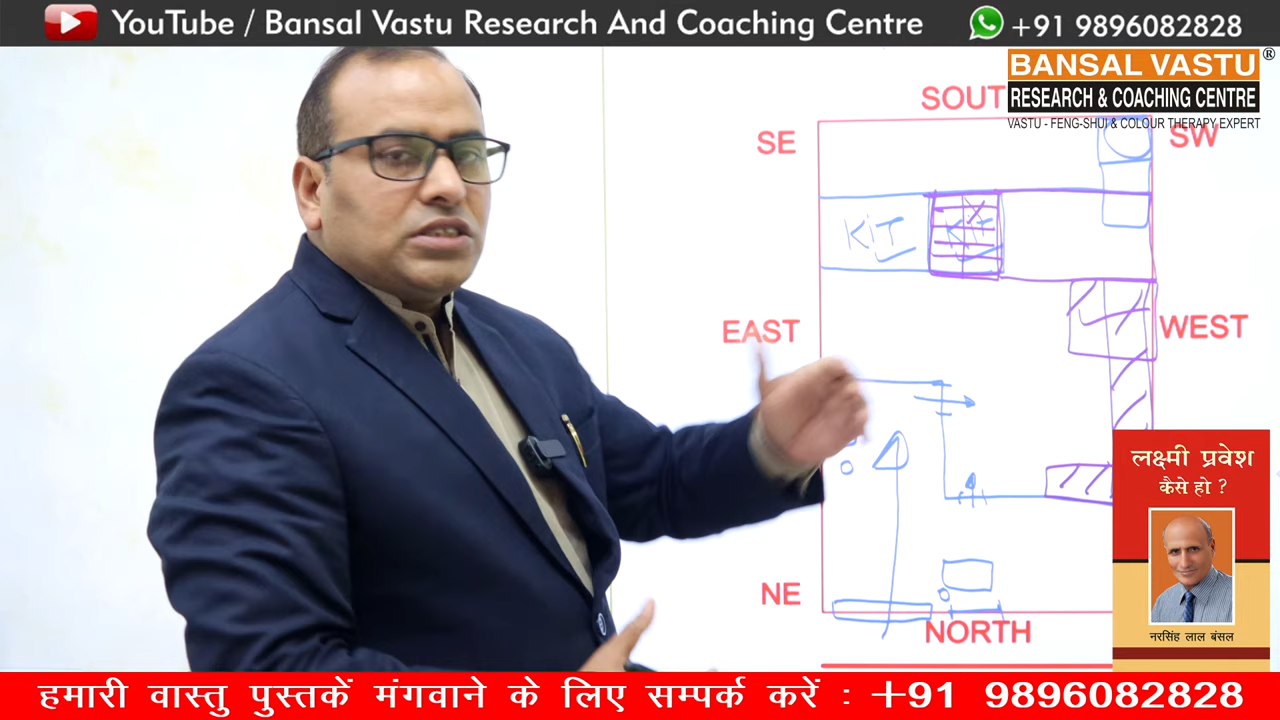 YouTube / Bansal Vastu Research And Coaching Centre
+91 9896082828
BANSAL VASTU®
RESEARCH & COACHING CENTRE
VASTU - FENG-SHUI & COLOUR THERAPY EXPERT
SOUT
SE
SW
KIT
KIT
EAST
WEST
लक्ष्मी प्रवेश
कैसे हो ?
NE
NORTH
नरसिंह लाल बंसल
हमारी वास्तु पुस्तकें मंगवाने के लिए सम्पर्क करें : +91 9896082828